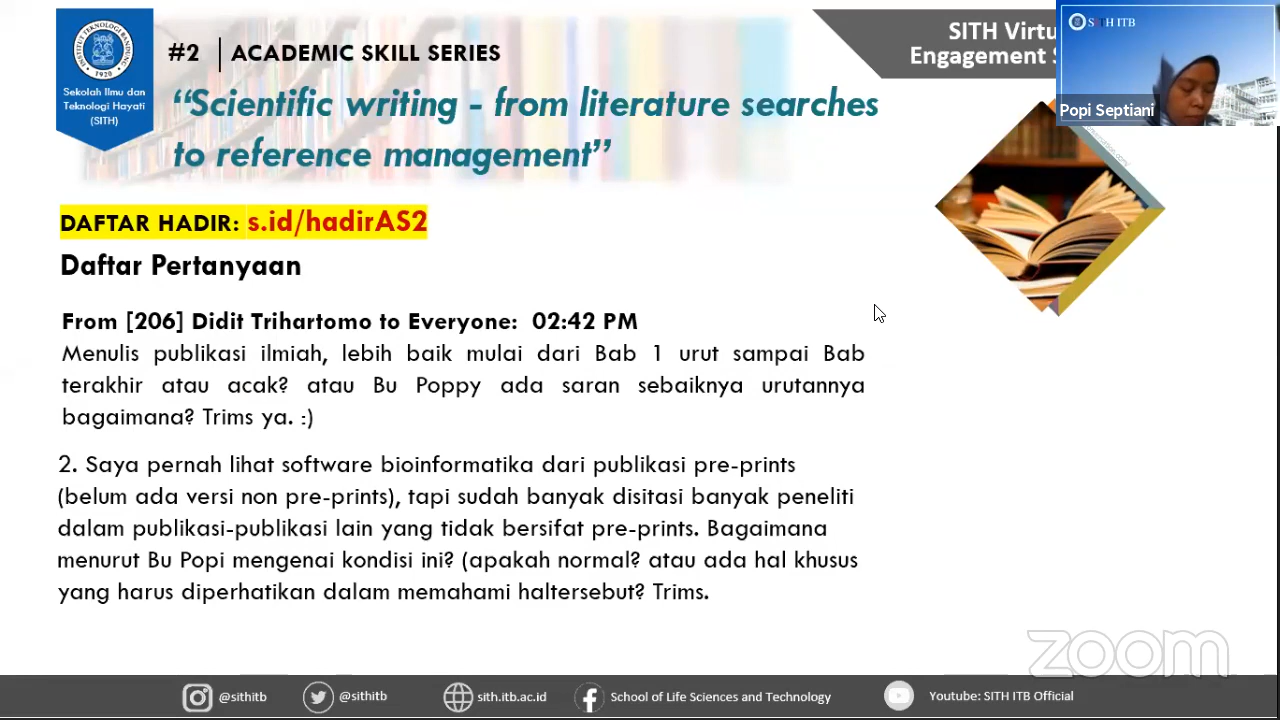 INSTITUT TEKNOLOGI BANDUNG
1920
Sekolah Ilmu dan
Teknologi Hayati
(SITH)
#2 | ACADEMIC SKILL SERIES
“Scientific writing - from literature searches
to reference management”
SITH Virtu
Engagement S
SITH ITB
Popi Septiani
DAFTAR HADIR: s.id/hadirAS2
Daftar Pertanyaan
From [206] Didit Trihartomo to Everyone: 02:42 PM
Menulis publikasi ilmiah, lebih baik mulai dari Bab 1 urut sampai Bab
terakhir atau acak? atau Bu Poppy ada saran sebaiknya urutannya
bagaimana? Trims ya. :)
2. Saya pernah lihat software bioinformatika dari publikasi pre-prints
(belum ada versi non pre-prints), tapi sudah banyak disitasi banyak peneliti
dalam publikasi-publikasi lain yang tidak bersifat pre-prints. Bagaimana
menurut Bu Popi mengenai kondisi ini? (apakah normal? atau ada hal khusus
yang harus diperhatikan dalam memahami haltersebut? Trims.
zoom
@sithitb
@sithitb
sith.itb.ac.id
School of Life Sciences and Technology
Youtube: SITH ITB Official